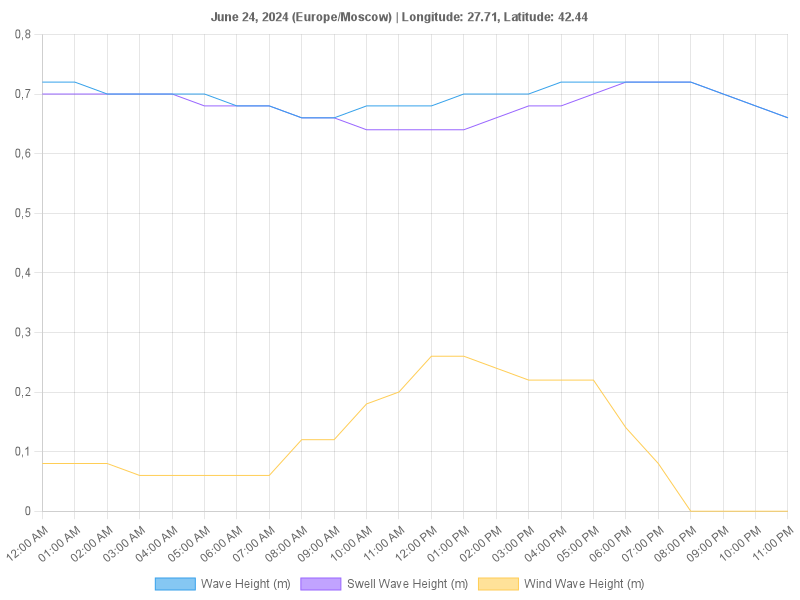 June 24, 2024 (Europe/Moscow) | Longitude: 27.71, Latitude: 42.44
0,8
0,7
0,6
0,5
0,4
0,3
0,2
0,1
0
12:00 AM
01:00 AM
02:00 AM
03:00 AM
04:00 AM
05:00 AM
06:00 AM
07:00 AM
08:00 AM
09:00 AM
10:00 AM
11:00 AM
12:00 PM
01:00 PM
02:00 PM
03:00 PM
04:00 PM
05:00 PM
06:00 PM
07:00 PM
08:00 PM
09:00 PM
10:00 PM
11:00 PM
Wave Height (m) Swell Wave Height (m) Wind Wave Height (m)